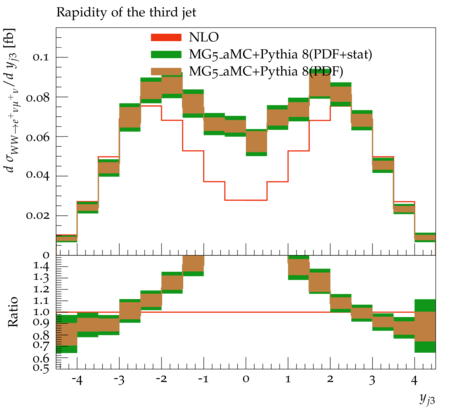 Rapidity of the third jet
NLO
MG5_aMC+Pythia 8(PDF+stat)
MG5_aMC+Pythia 8(PDF)
d σ_{WW→e⁺νμ⁺ν}/d y_{j3} [fb]
0.1
0.08
0.06
0.04
0.02
0
1.4
1.3
1.2
1.1
1.0
0.9
0.8
0.7
0.6
0.5
Ratio
-4 -3 -2 -1 0 1 2 3 4
y_{j3}